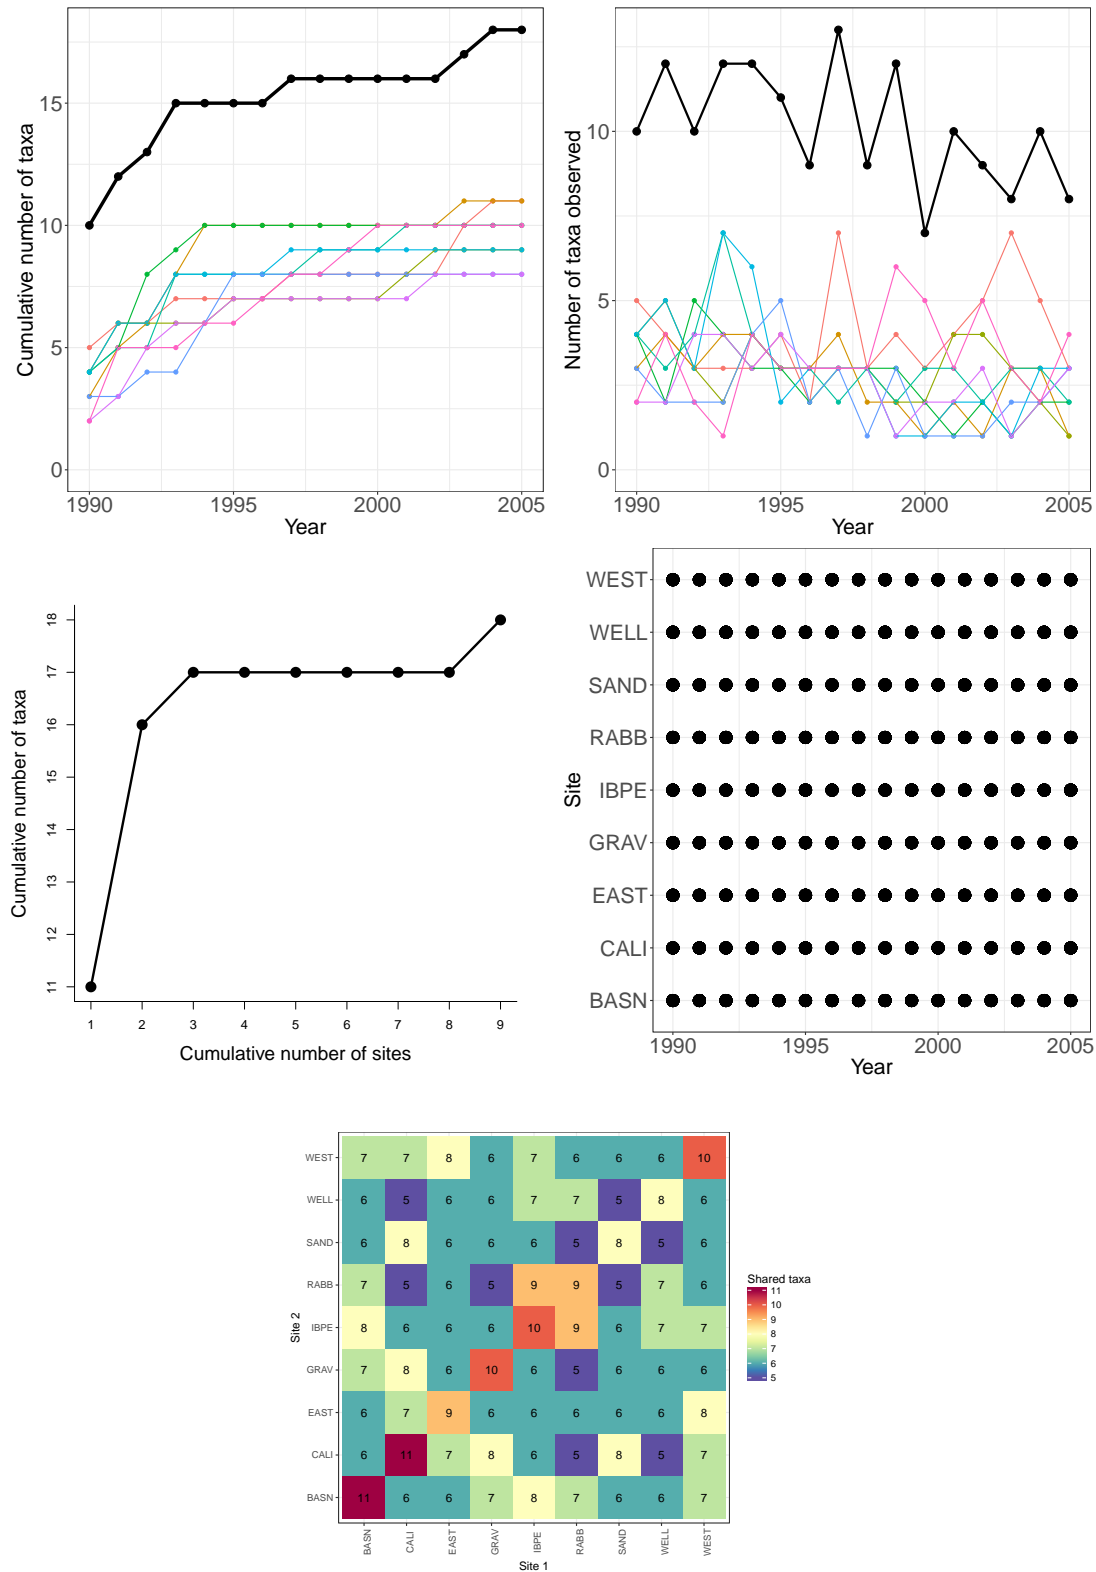 Cumulative number of taxa
15
10
5
0
1990 1995 2000 2005
Year
Number of taxa observed
10
5
0
1990 1995 2000 2005
Year
Cumulative number of taxa
18
17
16
15
14
13
12
11
1 2 3 4 5 6 7 8 9
Cumulative number of sites
Site
WEST
WELL
SAND
RABB
IBPE
GRAV
EAST
CALI
BASN
1990 1995 2000 2005
Year
Site 2
WEST 7 7 8 6 7 6 6 6 10
WELL 6 5 6 6 7 7 5 8 6
SAND 6 8 6 6 6 5 8 5 6
RABB 7 5 6 5 9 9 5 7 6
IBPE 8 6 6 6 10 9 6 7 7
GRAV 7 8 6 10 6 5 6 6 6
EAST 6 7 9 6 6 6 6 6 8
CALI 6 11 7 8 6 5 8 5 7
BASN 11 6 6 7 8 7 6 6 7
BASN CALI EAST GRAV IBPE RABB SAND WELL WEST
Site 1
Shared taxa
11
10
9
8
7
6
5